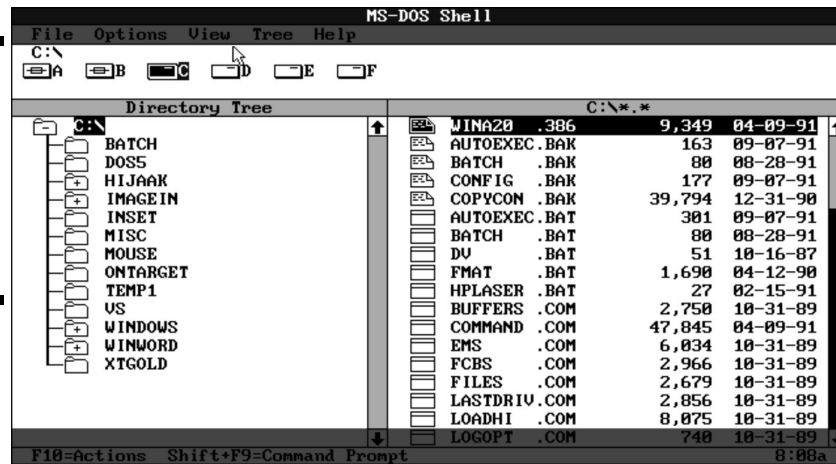 MS-DOS Shell
File Options View Tree Help
C:\
A B C D E F
Directory Tree
C:\*.*
C:\
BATCH
DOS5
HIJAAK
IMAGEIN
INSET
MISC
MOUSE
ONTARGET
TEMP1
VS
WINDOWS
WINWORD
XTGOLD
WINA20 .386 9,349 04-09-91
AUTOEXEC.BAK 163 09-07-91
BATCH .BAK 80 08-28-91
CONFIG .BAK 177 09-07-91
COPYCON .BAK 39,794 12-31-90
AUTOEXEC.BAT 301 09-07-91
BATCH .BAT 80 08-28-91
DV .BAT 51 10-16-87
FMAT .BAT 1,690 04-12-90
HPLASER .BAT 27 02-15-91
BUFFERS .COM 2,750 10-31-89
COMMAND .COM 47,845 04-09-91
EMS .COM 6,034 10-31-89
FCBS .COM 2,966 10-31-89
FILES .COM 2,679 10-31-89
LASTDRIV.COM 2,856 10-31-89
LOADHI .COM 8,075 10-31-89
LOGOPT .COM 740 10-31-89
F10=Actions Shift+F9=Command Prompt 8:08a